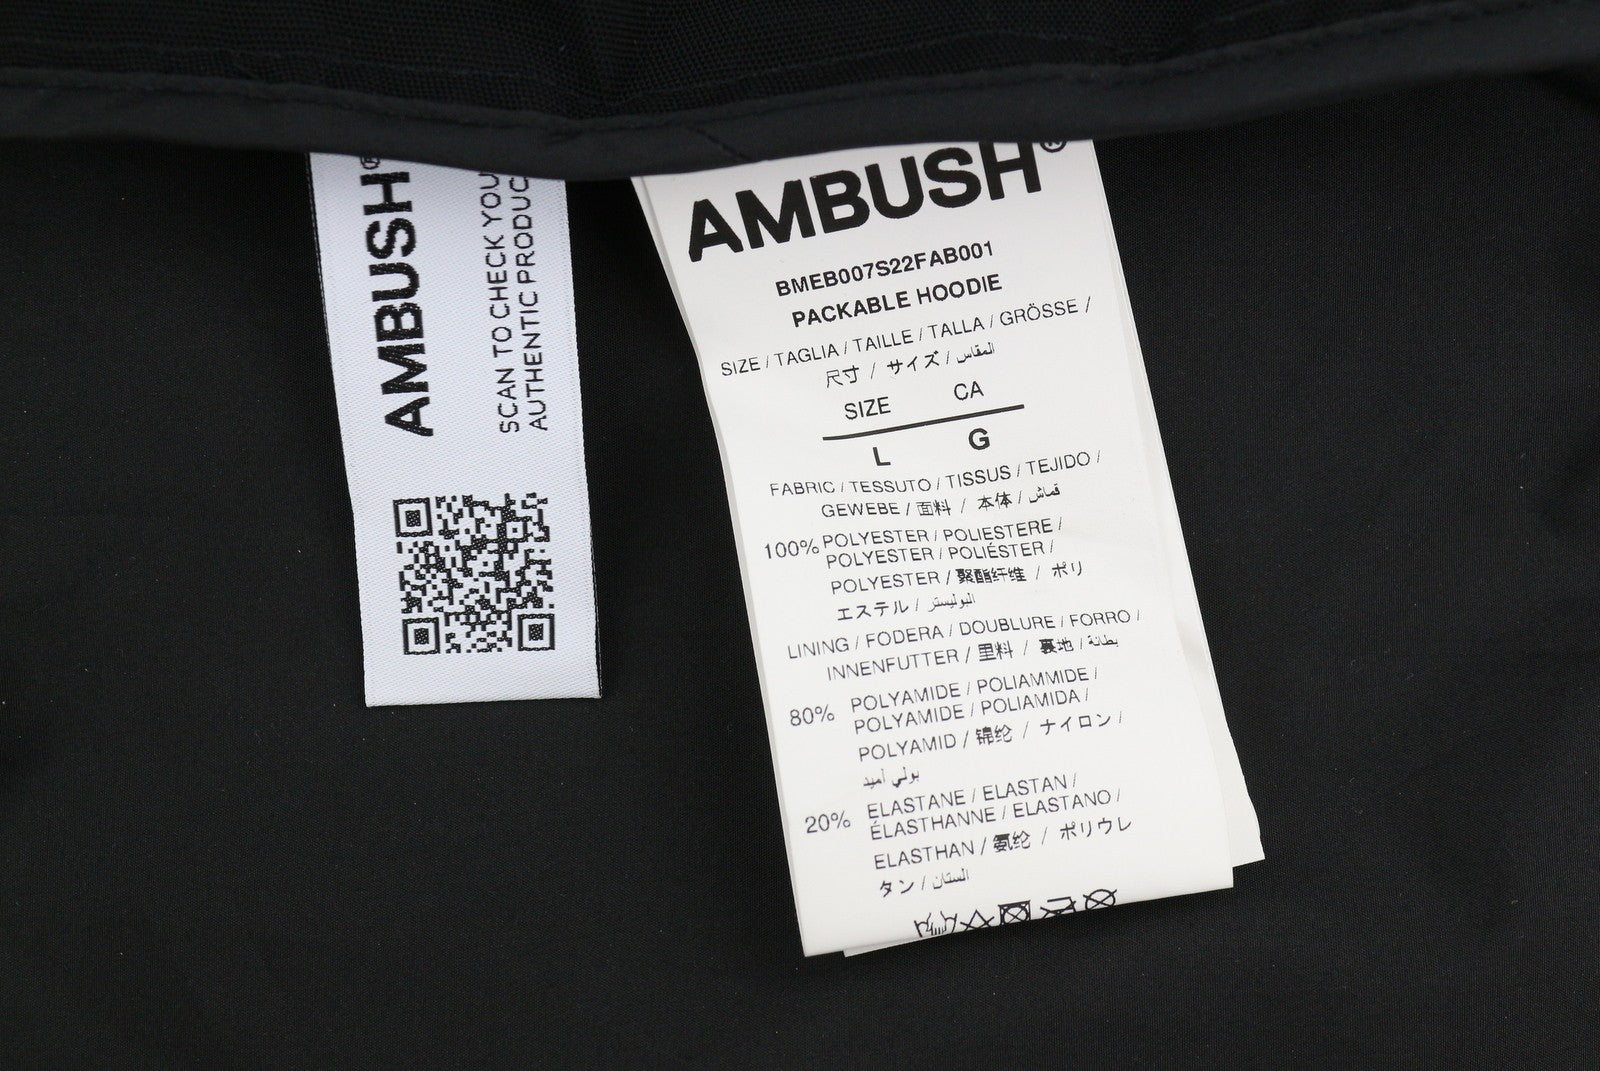 AMBUSH®
SCAN TO CHECK YOU
AUTHENTIC PRODUC
AMBUSH®
BMEB007S22FAB001
PACKABLE HOODIE
SIZE / TAGLIA / TAILLE / TALLA / GRÖSSE /
尺寸 / サイズ / المقاس
SIZE CA
L G
FABRIC / TESSUTO / TISSUS / TEJIDO /
GEWEBE / 面料 / 本体 / قماش
100% POLYESTER / POLIESTERE /
POLYESTER / POLIÉSTER /
POLYESTER / 聚酯纤维 / ポリ
エステル / البوليستر
LINING / FODERA / DOUBLURE / FORRO /
INNENFUTTER / 里料 / 裏地 / بطانة
80% POLYAMIDE / POLIAMMIDE /
POLYAMIDE / POLIAMIDA /
POLYAMID / 锦纶 / ナイロン /
بولي أميد
20% ELASTANE / ELASTAN /
ÉLASTHANNE / ELASTANO /
ELASTHAN / 氨纶 / ポリウレ
タン / الستان